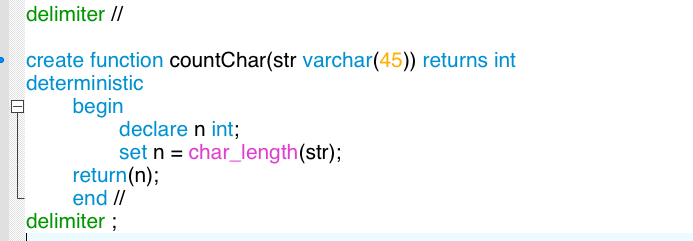 delimiter //
create function countChar(str varchar(45)) returns int
deterministic
begin
declare n int;
set n = char_length(str);
return(n);
end //
delimiter ;